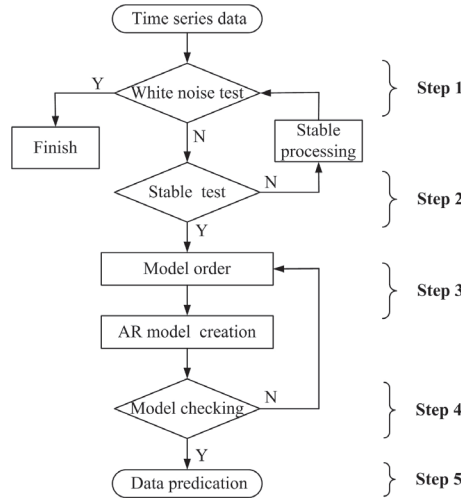 Time series data
White noise test
Y
Step 1
N
Finish
Stable
processing
Stable test
N
Step 2
Y
Model order
Step 3
AR model creation
Model checking
N
Step 4
Y
Data predication
Step 5